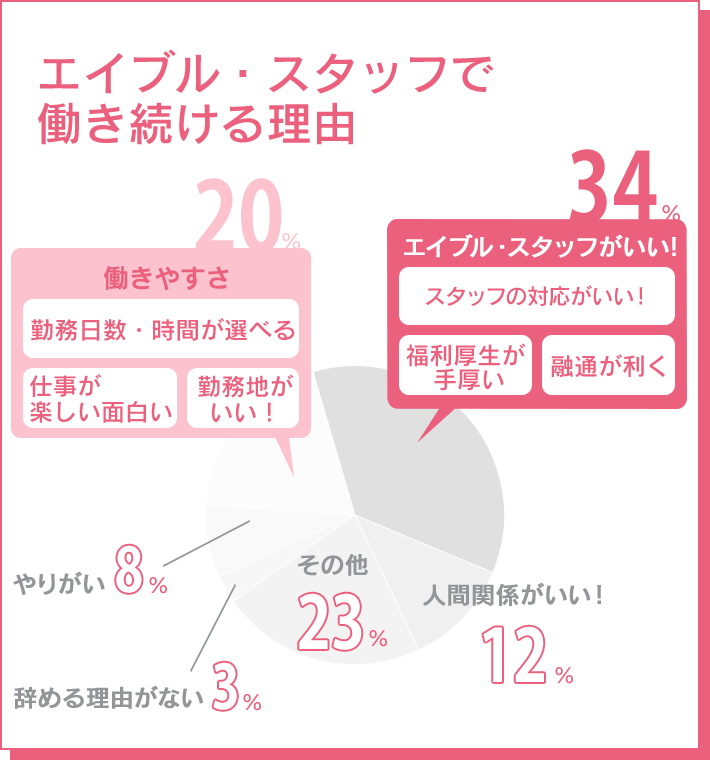 エイブル・スタッフで
働き続ける理由
34%
エイブル・スタッフがいい!
スタッフの対応がいい!
福利厚生が
手厚い
融通が利く
20%
働きやすさ
勤務日数・時間が選べる
仕事が
楽しい面白い
勤務地が
いい!
やりがい 8%
その他
23%
人間関係がいい!
12%
辞める理由がない 3%